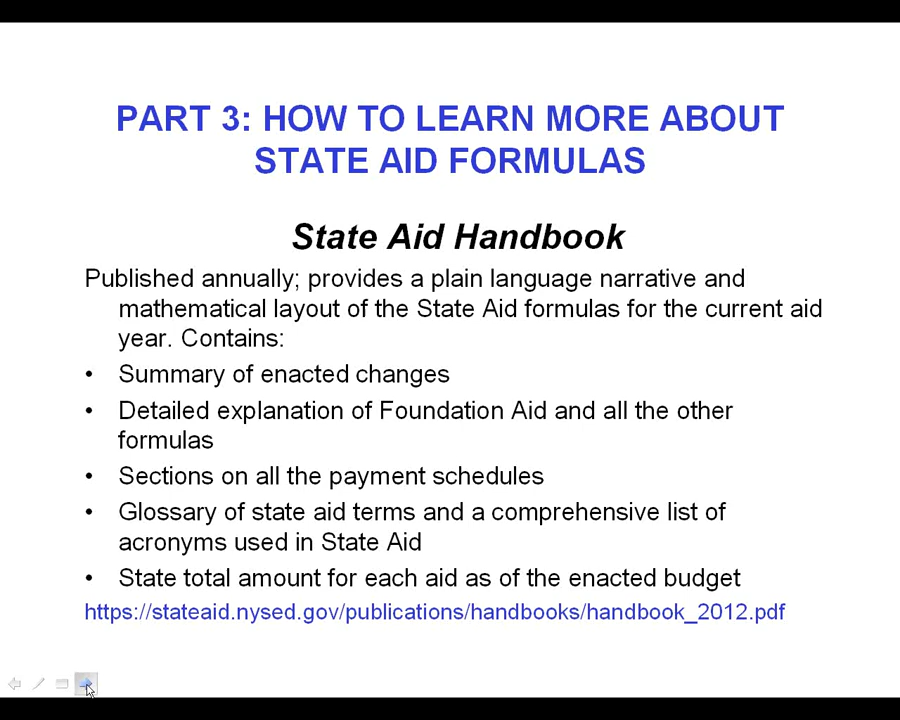 PART 3: HOW TO LEARN MORE ABOUT
STATE AID FORMULAS
State Aid Handbook
Published annually; provides a plain language narrative and
mathematical layout of the State Aid formulas for the current aid
year. Contains:
• Summary of enacted changes
• Detailed explanation of Foundation Aid and all the other
formulas
• Sections on all the payment schedules
• Glossary of state aid terms and a comprehensive list of
acronyms used in State Aid
• State total amount for each aid as of the enacted budget
https://stateaid.nysed.gov/publications/handbooks/handbook_2012.pdf